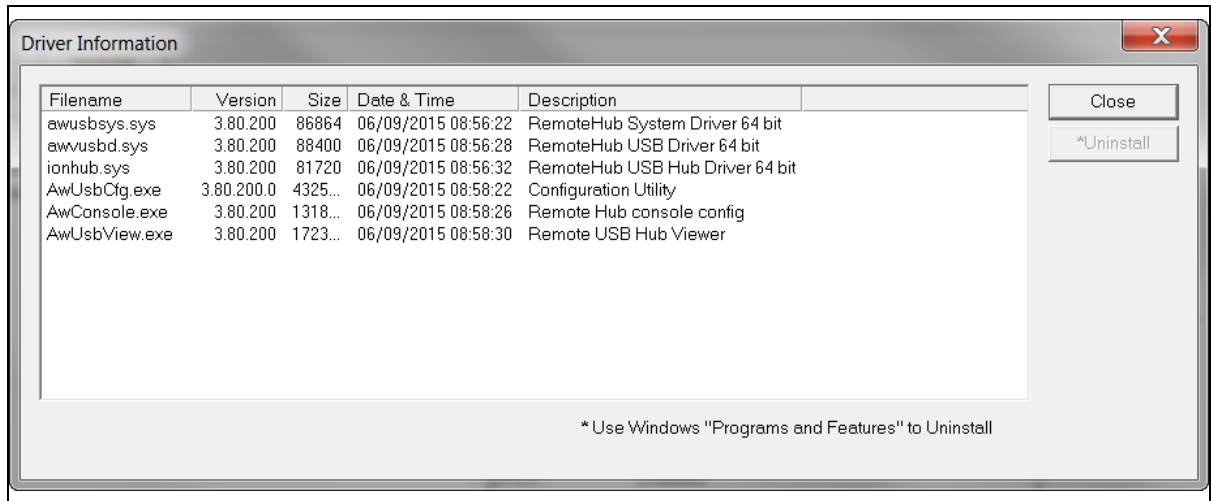 Driver Information
Filename Version Size Date & Time Description
Close
awusbsys.sys 3.80.200 86864 06/09/2015 08:56:22 RemoteHub System Driver 64 bit
awvusbd.sys 3.80.200 88400 06/09/2015 08:56:28 RemoteHub USB Driver 64 bit
*Uninstall
ionhub.sys 3.80.200 81720 06/09/2015 08:56:32 RemoteHub USB Hub Driver 64 bit
AwUsbCfg.exe 3.80.200.0 4325... 06/09/2015 08:58:22 Configuration Utility
AwConsole.exe 3.80.200 1318... 06/09/2015 08:58:26 Remote Hub console config
AwUsbView.exe 3.80.200 1723... 06/09/2015 08:58:30 Remote USB Hub Viewer
* Use Windows "Programs and Features" to Uninstall